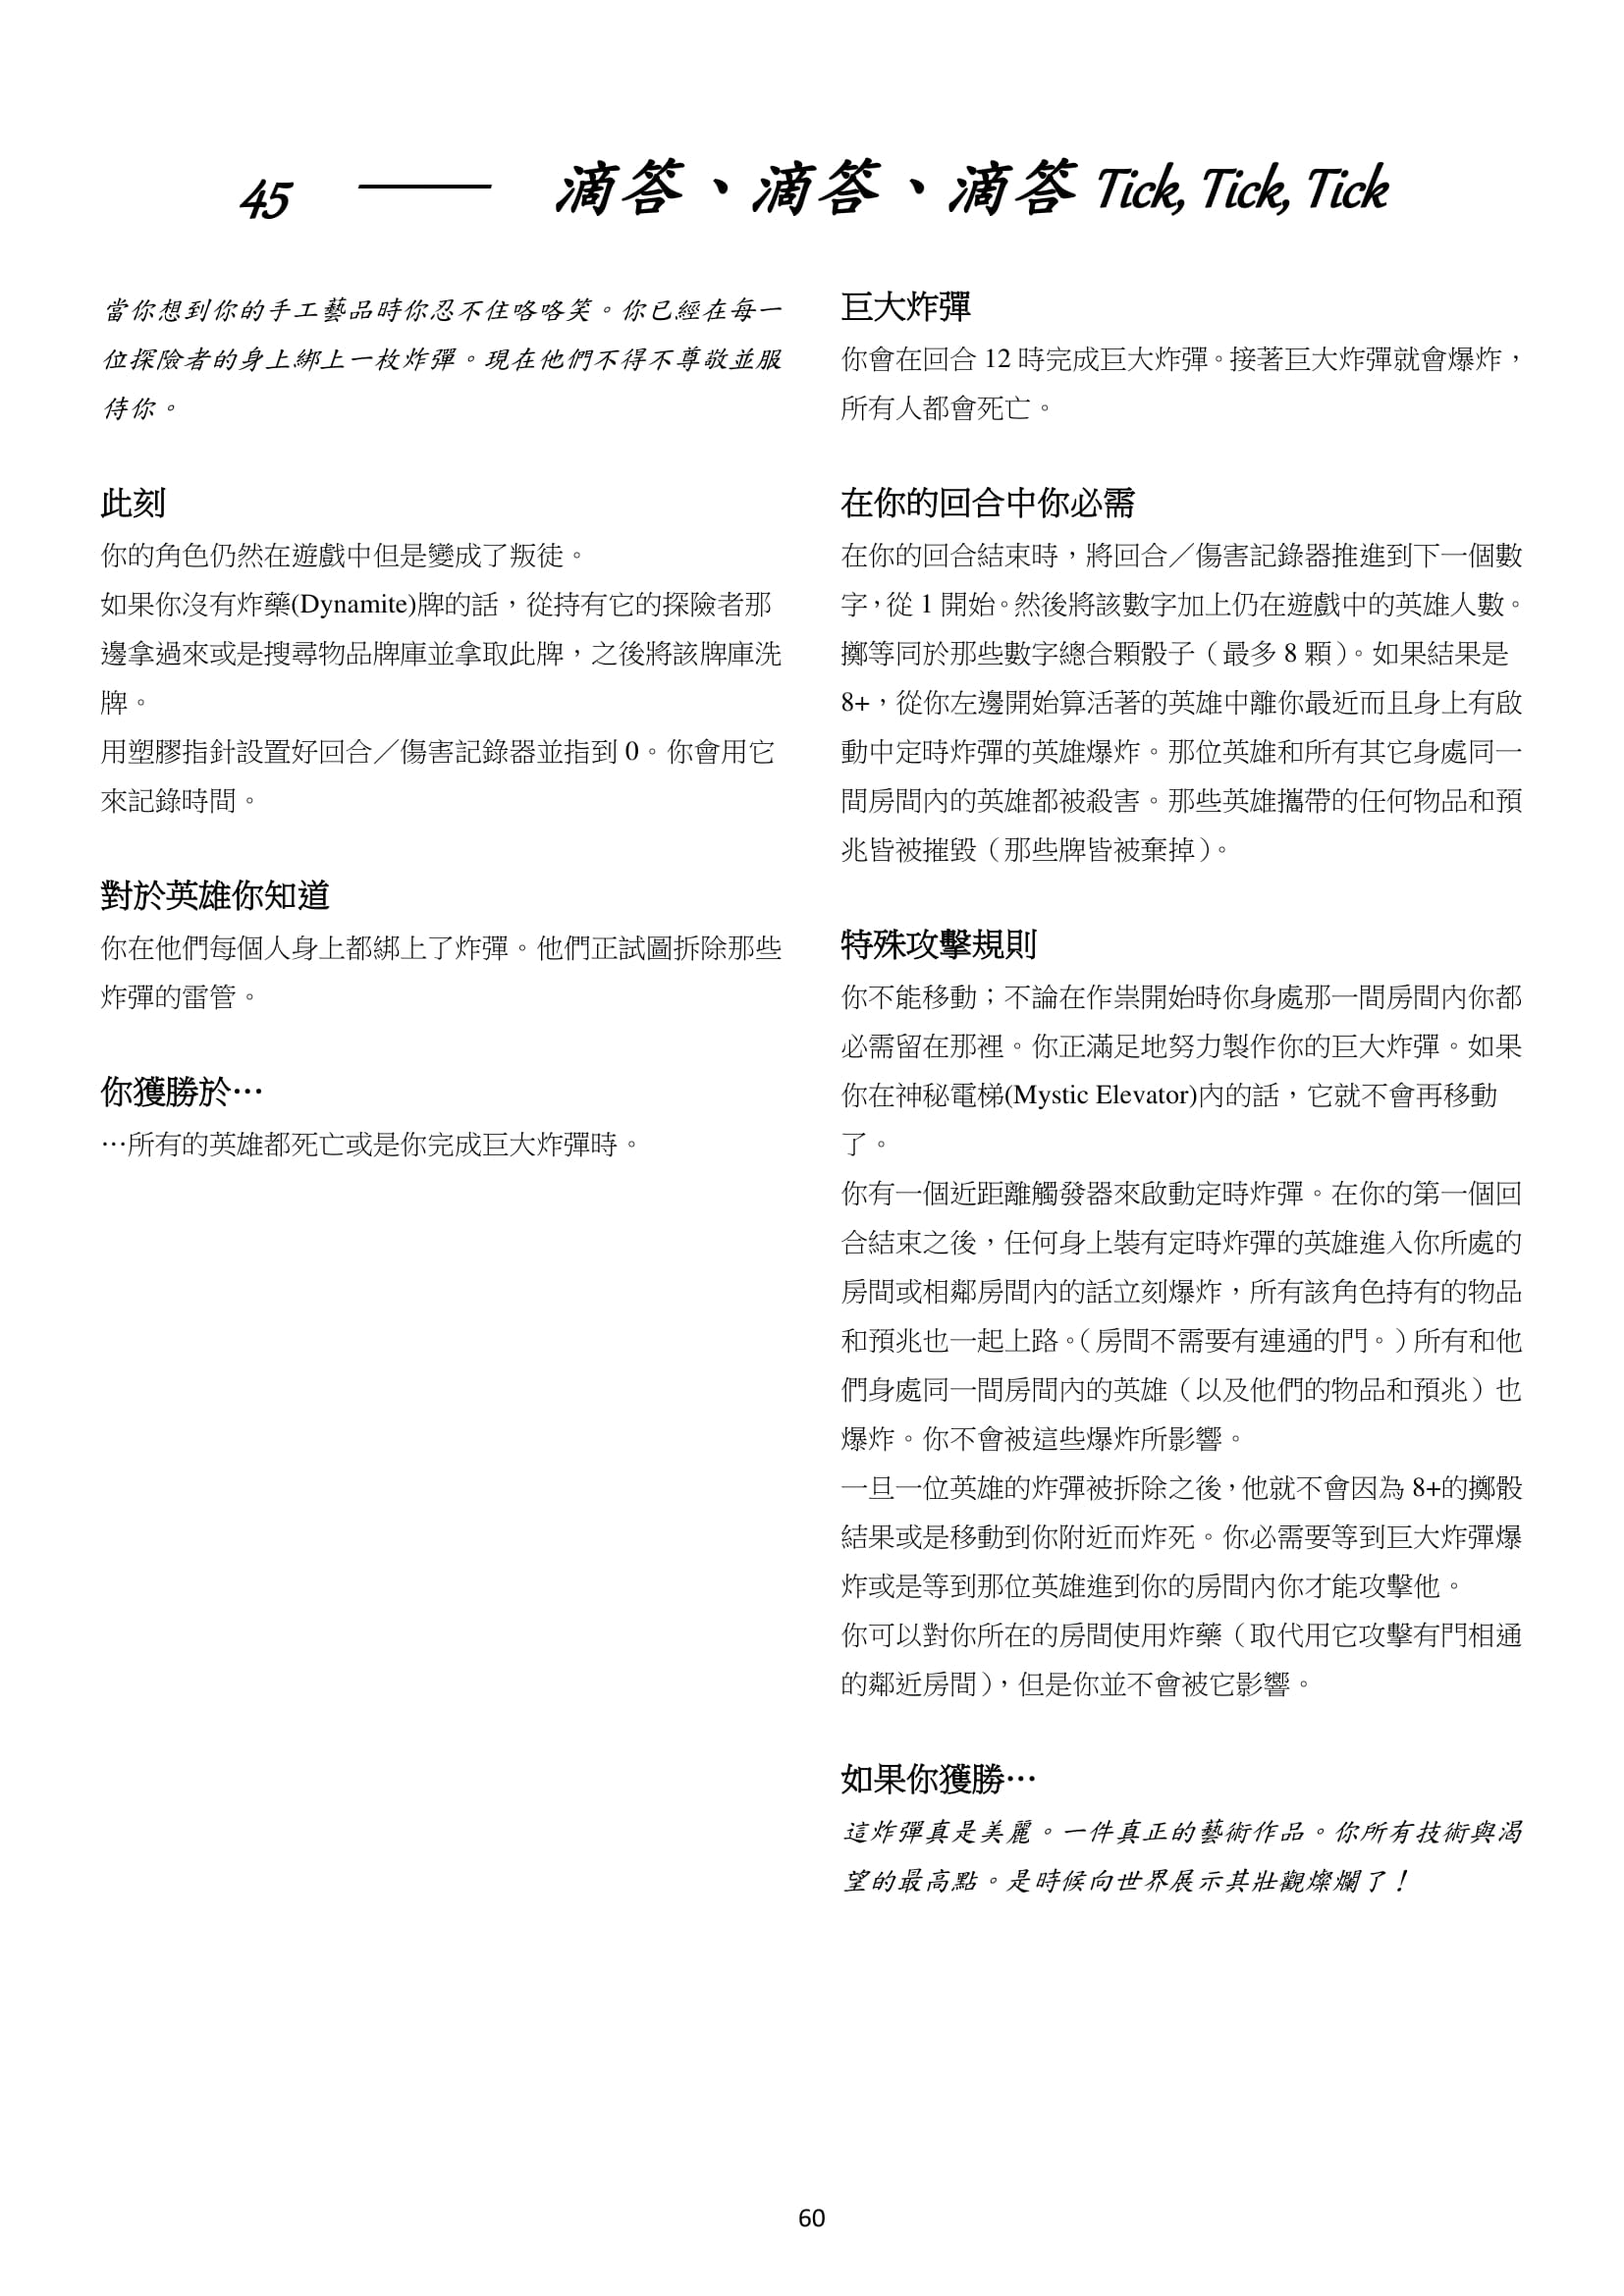 45 —— 滴答、滴答、滴答 Tick, Tick, Tick
當你想到你的手工藝品時你忍不住咯咯笑。你已經在每一
位探險者的身上綁上一枚炸彈。現在他們不得不尊敬並服
侍你。
此刻
你的角色仍然在遊戲中但是變成了叛徒。
如果你沒有炸藥(Dynamite)牌的話，從持有它的探險者那
邊拿過來或是搜尋物品牌庫並拿取此牌，之後將該牌庫洗
牌。
用塑膠指針設置好回合／傷害記錄器並指到 0。你會用它
來記錄時間。
對於英雄你知道
你在他們每個人身上都綁上了炸彈。他們正試圖拆除那些
炸彈的雷管。
你獲勝於…
…所有的英雄都死亡或是你完成巨大炸彈時。
巨大炸彈
你會在回合 12 時完成巨大炸彈。接著巨大炸彈就會爆炸，
所有人都會死亡。
在你的回合中你必需
在你的回合結束時，將回合／傷害記錄器推進到下一個數
字，從 1 開始。然後將該數字加上仍在遊戲中的英雄人數。
擲等同於那些數字總合顆骰子（最多 8 顆）。如果結果是
8+，從你左邊開始算活著的英雄中離你最近而且身上有啟
動中定時炸彈的英雄爆炸。那位英雄和所有其它身處同一
間房間內的英雄都被殺害。那些英雄攜帶的任何物品和預
兆皆被摧毀（那些牌皆被棄掉）。
特殊攻擊規則
你不能移動；不論在作祟開始時你身處那一間房間內你都
必需留在那裡。你正滿足地努力製作你的巨大炸彈。如果
你在神秘電梯(Mystic Elevator)內的話，它就不會再移動
了。
你有一個近距離觸發器來啟動定時炸彈。在你的第一個回
合結束之後，任何身上裝有定時炸彈的英雄進入你所處的
房間或相鄰房間內的話立刻爆炸，所有該角色持有的物品
和預兆也一起上路。（房間不需要有連通的門。）所有和他
們身處同一間房間內的英雄（以及他們的物品和預兆）也
爆炸。你不會被這些爆炸所影響。
一旦一位英雄的炸彈被拆除之後，他就不會因為 8+的擲骰
結果或是移動到你附近而炸死。你必需要等到巨大炸彈爆
炸或是等到那位英雄進到你的房間內你才能攻擊他。
你可以對你所在的房間使用炸藥（取代用它攻擊有門相通
的鄰近房間），但是你並不會被它影響。
如果你獲勝…
這炸彈真是美麗。一件真正的藝術作品。你所有技術與渴
望的最高點。是時候向世界展示其壯觀燦爛了！
60